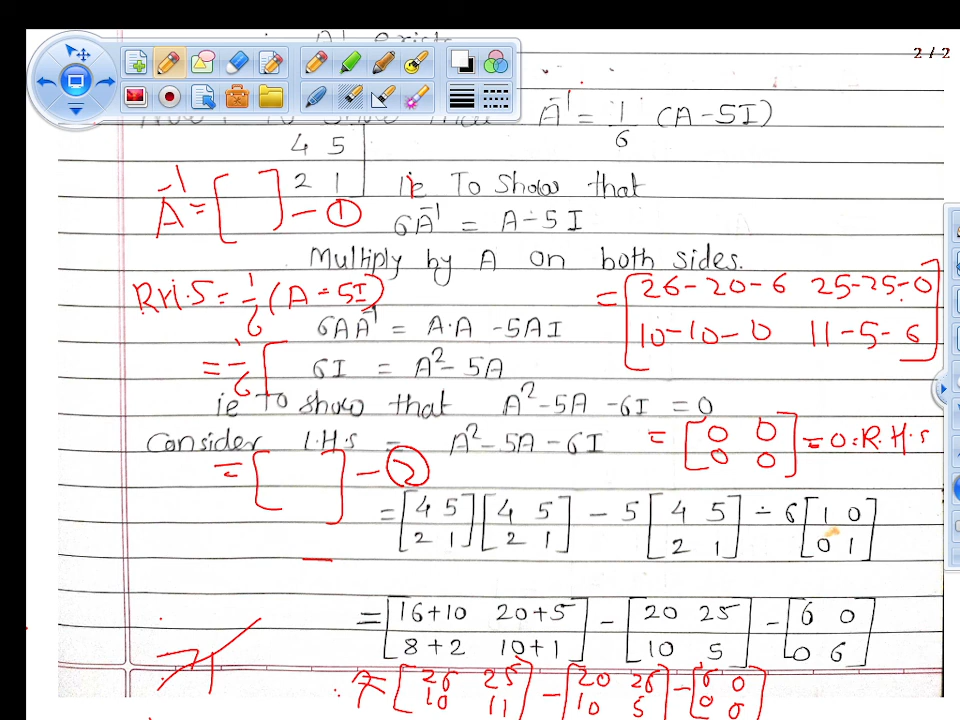 2 / 2
A⁻¹ = 1/6 (A-5I)
4 5
2 1
A⁻¹ = [ ] - ①
ie To Show that
6A⁻¹ = A-5I
Multiply by A on both sides.
R.H.S = 1/6 (A-5I)
= [26-20-6 25-25-0
10-10-0 11-5-6]
6AA⁻¹ = A·A -5AI
= 1/6 [
6I = A² - 5A
ie to show that A²-5A-6I = 0
Consider L.H.S = A²-5A-6I
= [0 0
0 0] = 0 = R.H.S
= [ ] - ②
= [4 5 2 1] [4 5 2 1] - 5 [4 5 2 1] - 6 [1 0 0 1]
= [16+10 20+5 8+2 10+1] - [20 25 10 5] - [6 0 0 6]
= [26 25 10 11] - [20 25 10 5] - [6 0 0 6]